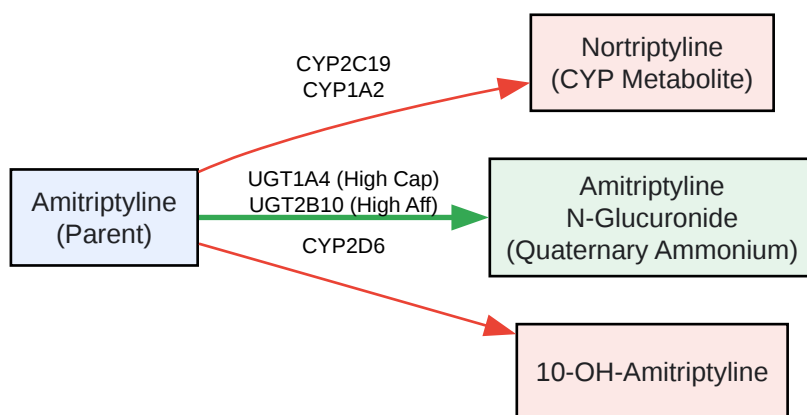 CYP2C19
CYP1A2
Nortriptyline
(CYP Metabolite)
Amitriptyline
(Parent)
UGT1A4 (High Cap)
UGT2B10 (High Aff)
Amitriptyline
N-Glucuronide
(Quaternary Ammonium)
CYP2D6
10-OH-Amitriptyline